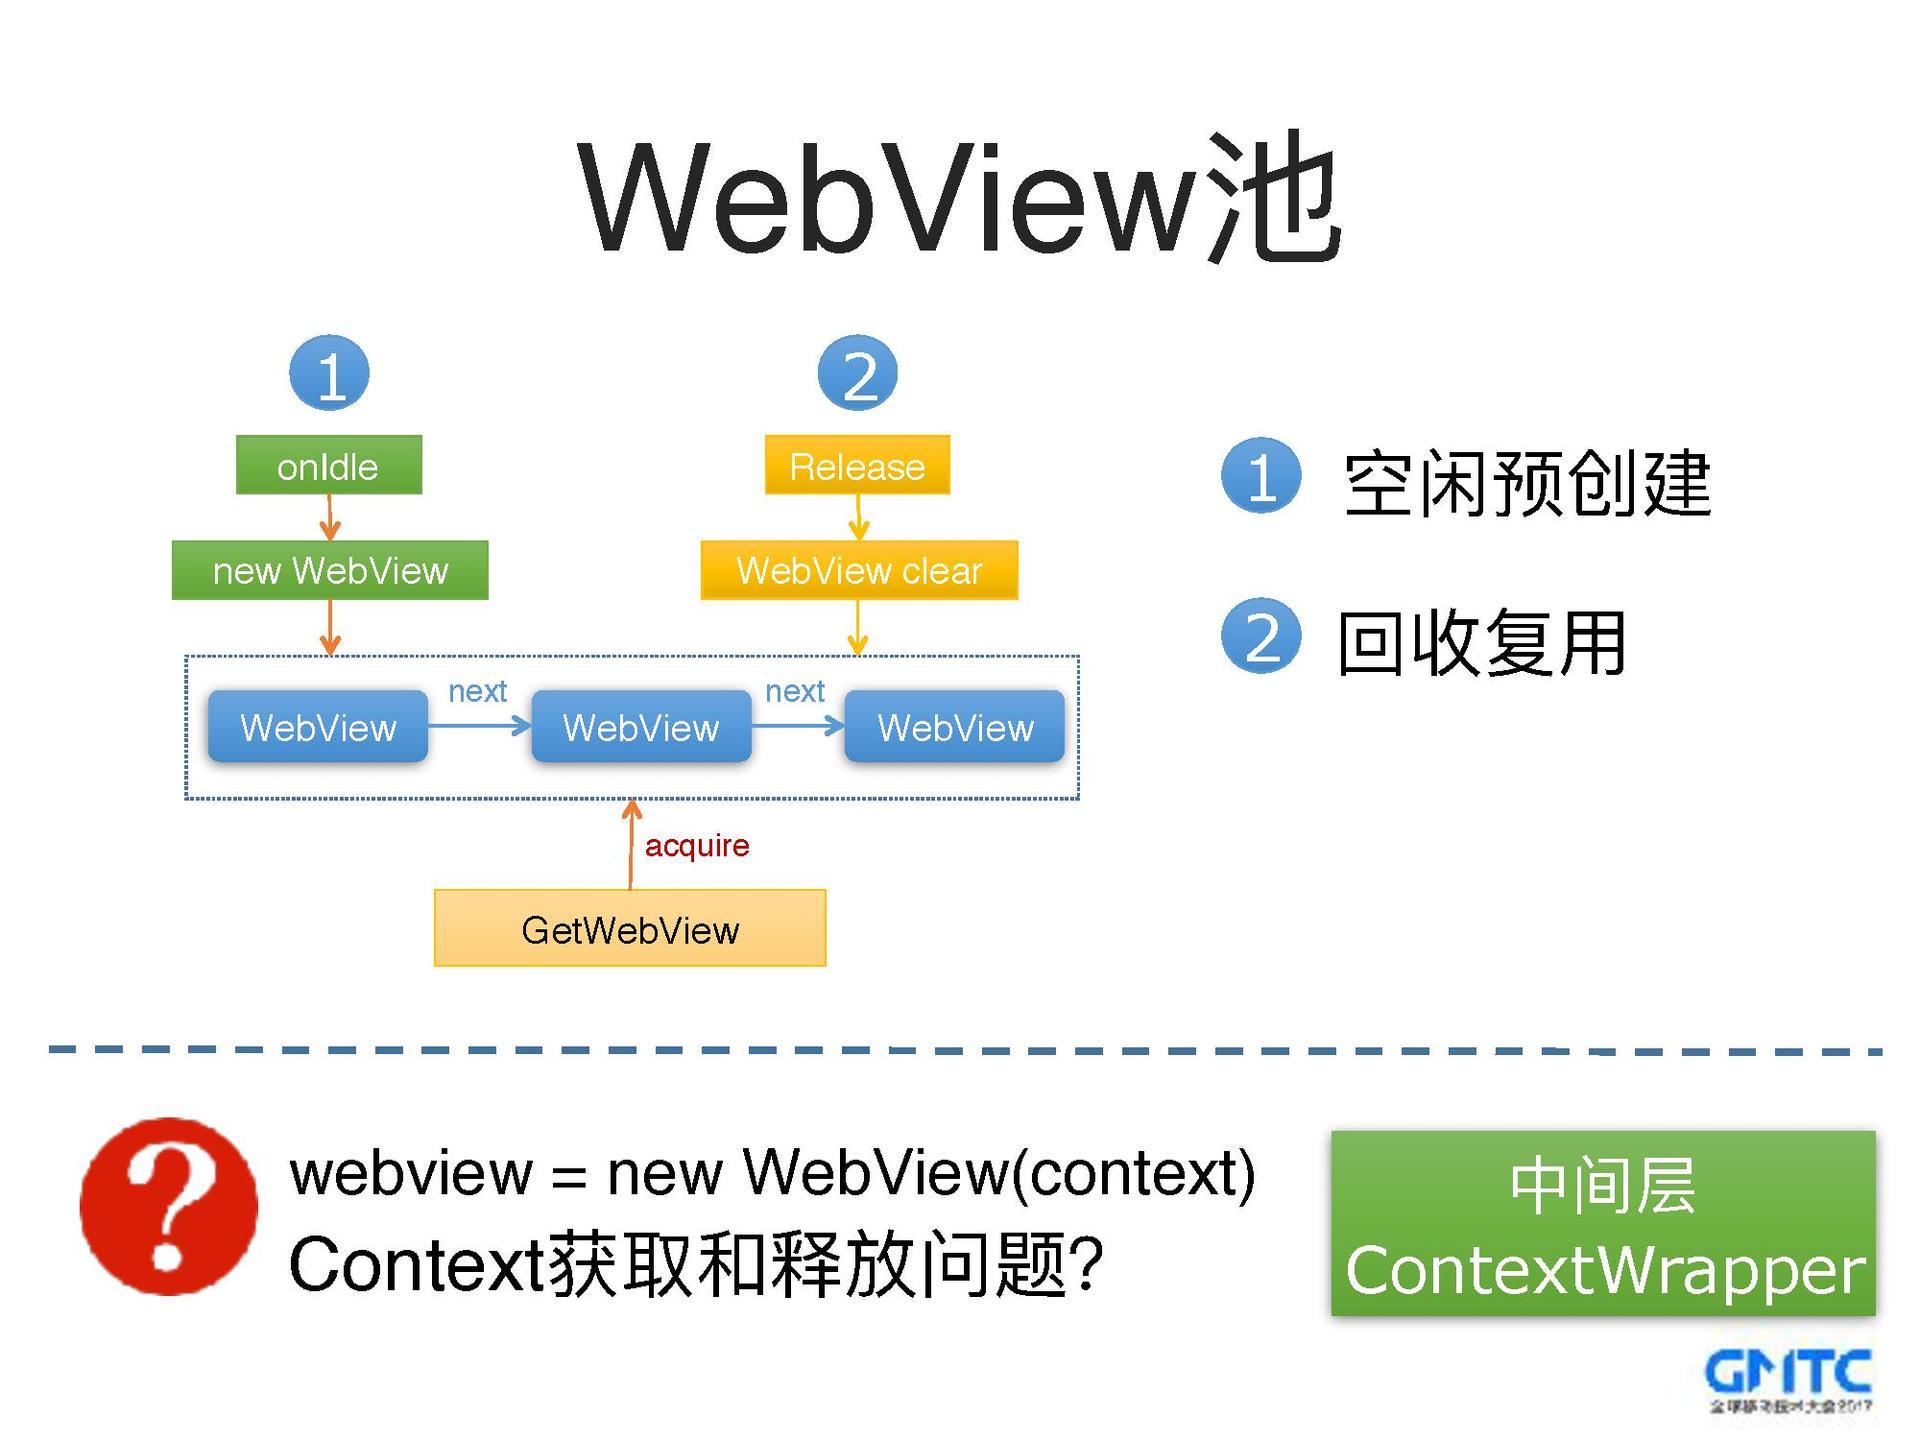 WebView池
1
2
onIdle
Release
new WebView
WebView clear
next
next
WebView
WebView
WebView
acquire
GetWebView
1 空闲预创建
2 回收复用
?
webview = new WebView(context)
Context获取和释放问题?
中间层
ContextWrapper
GMTC
全球移动技术大会2017